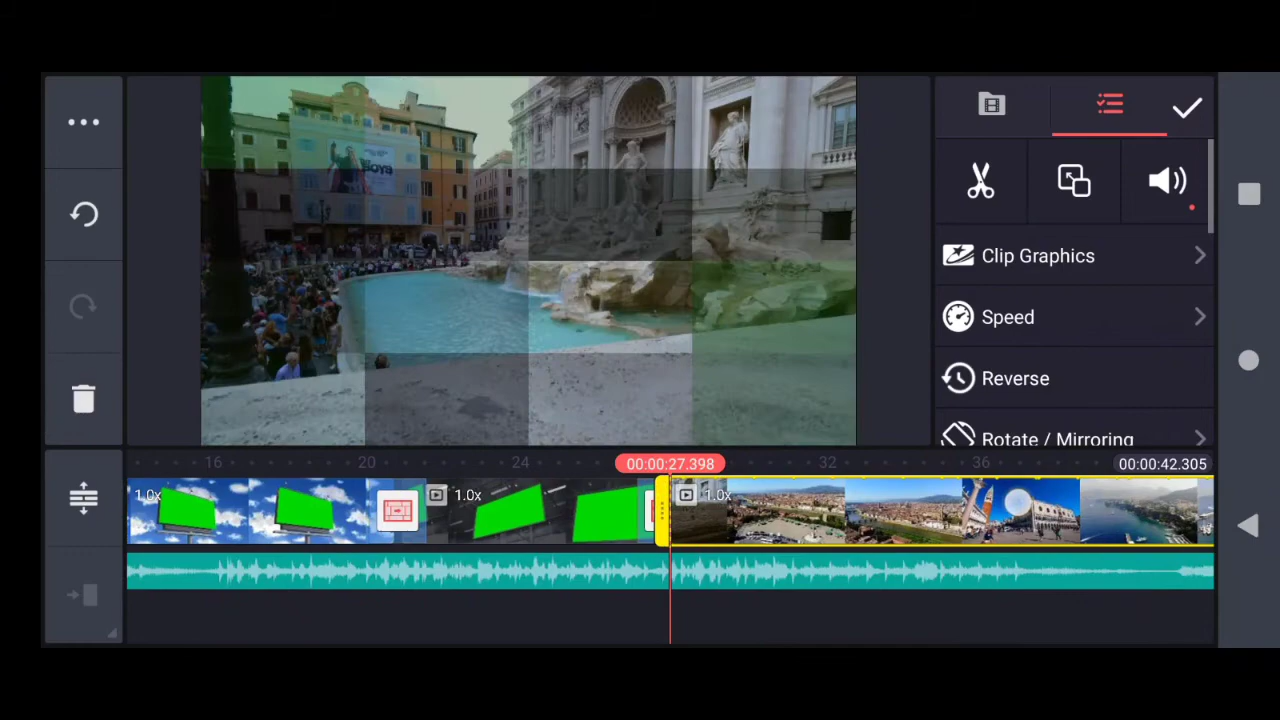 Clip Graphics
Speed
Reverse
Rotate / Mirroring
16
20
24
00:00:27.398
32
36
00:00:42.305
1.0x
1.0x
1.0x